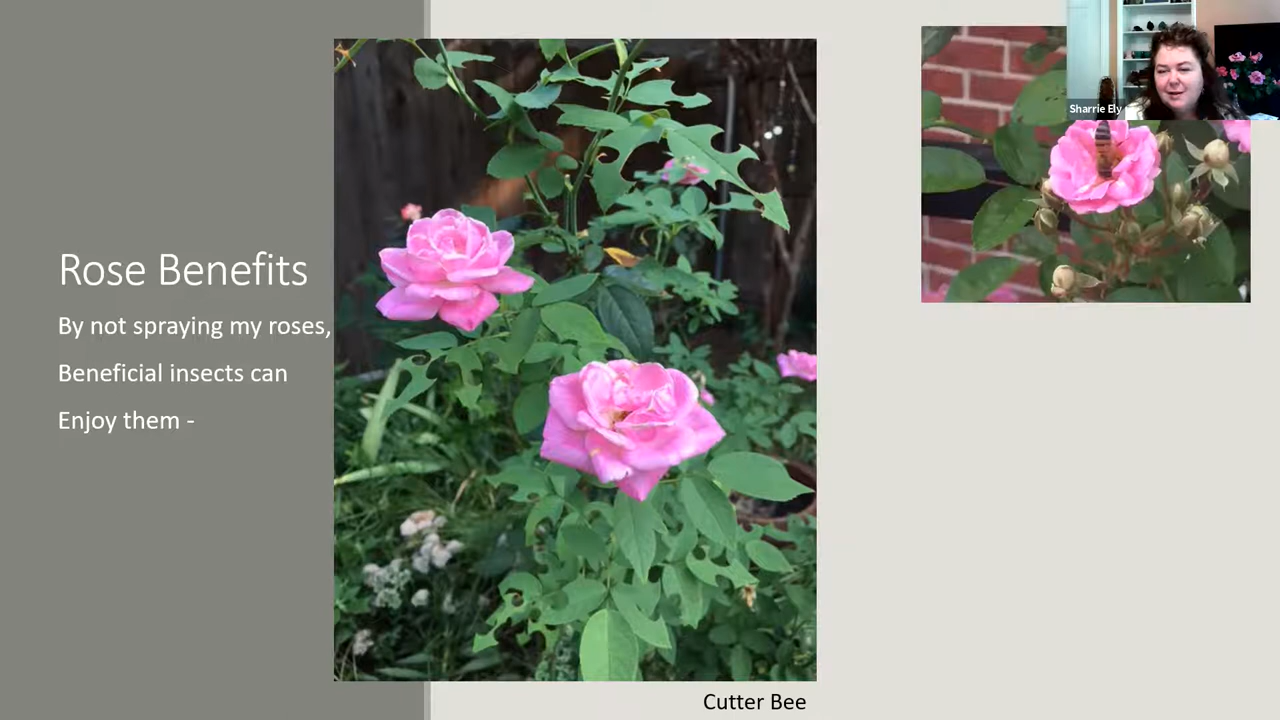 Sharrie Ely
Rose Benefits
By not spraying my roses,
Beneficial insects can
Enjoy them -
Cutter Bee